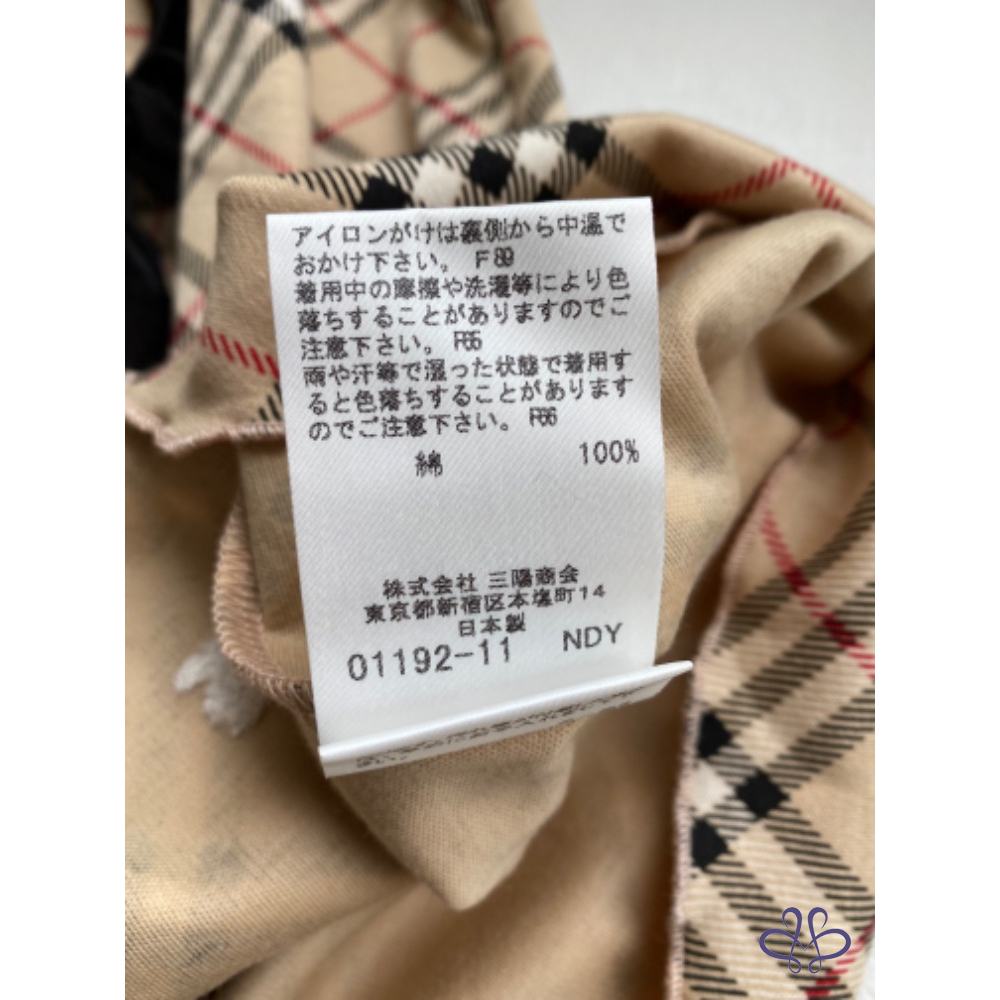 アイロンがけは裏側から中温で
おかけ下さい。 F89
着用中の摩擦や洗濯等により色
落ちすることがありますのでご
注意下さい。 F65
雨や汗等で湿った状態で着用す
ると色落ちすることがあります
のでご注意下さい。 F66
綿 100%
株式会社 三陽商会
東京都新宿区本塩町14
日本製
01192-11 NDY